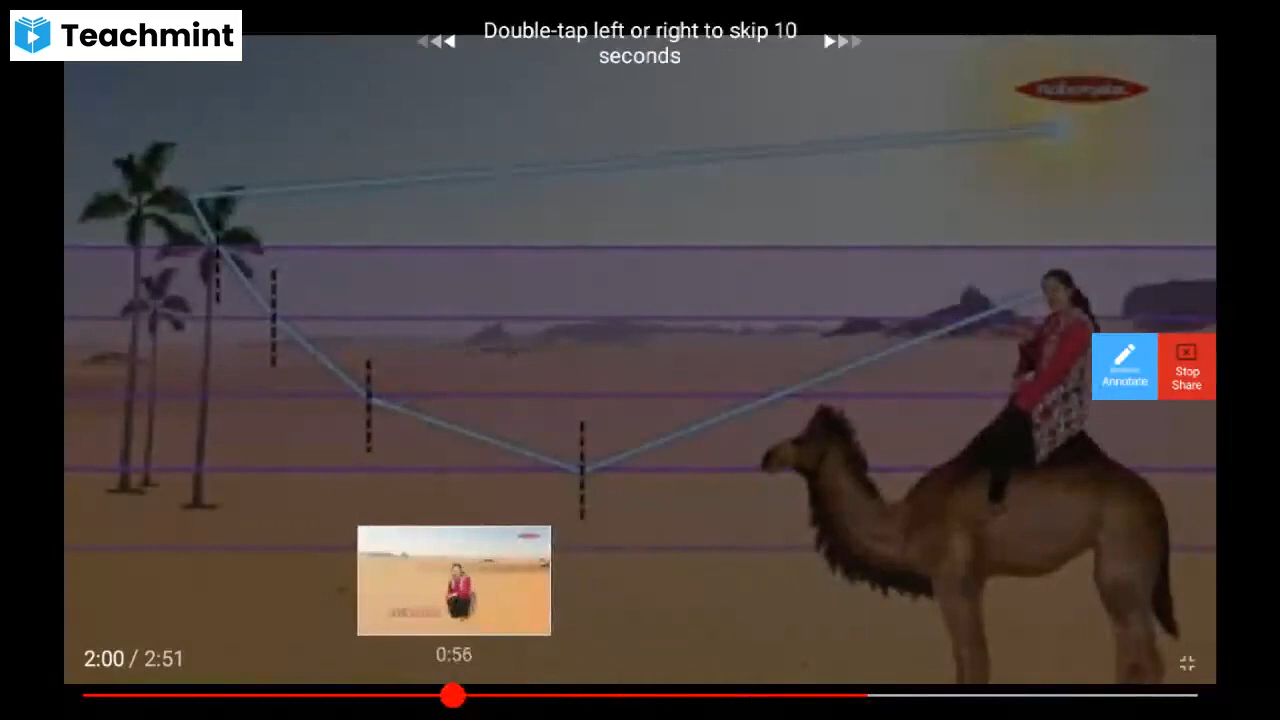 Teachmint
Double-tap left or right to skip 10
seconds
Annotate
Stop
Share
0:56
2:00 / 2:51